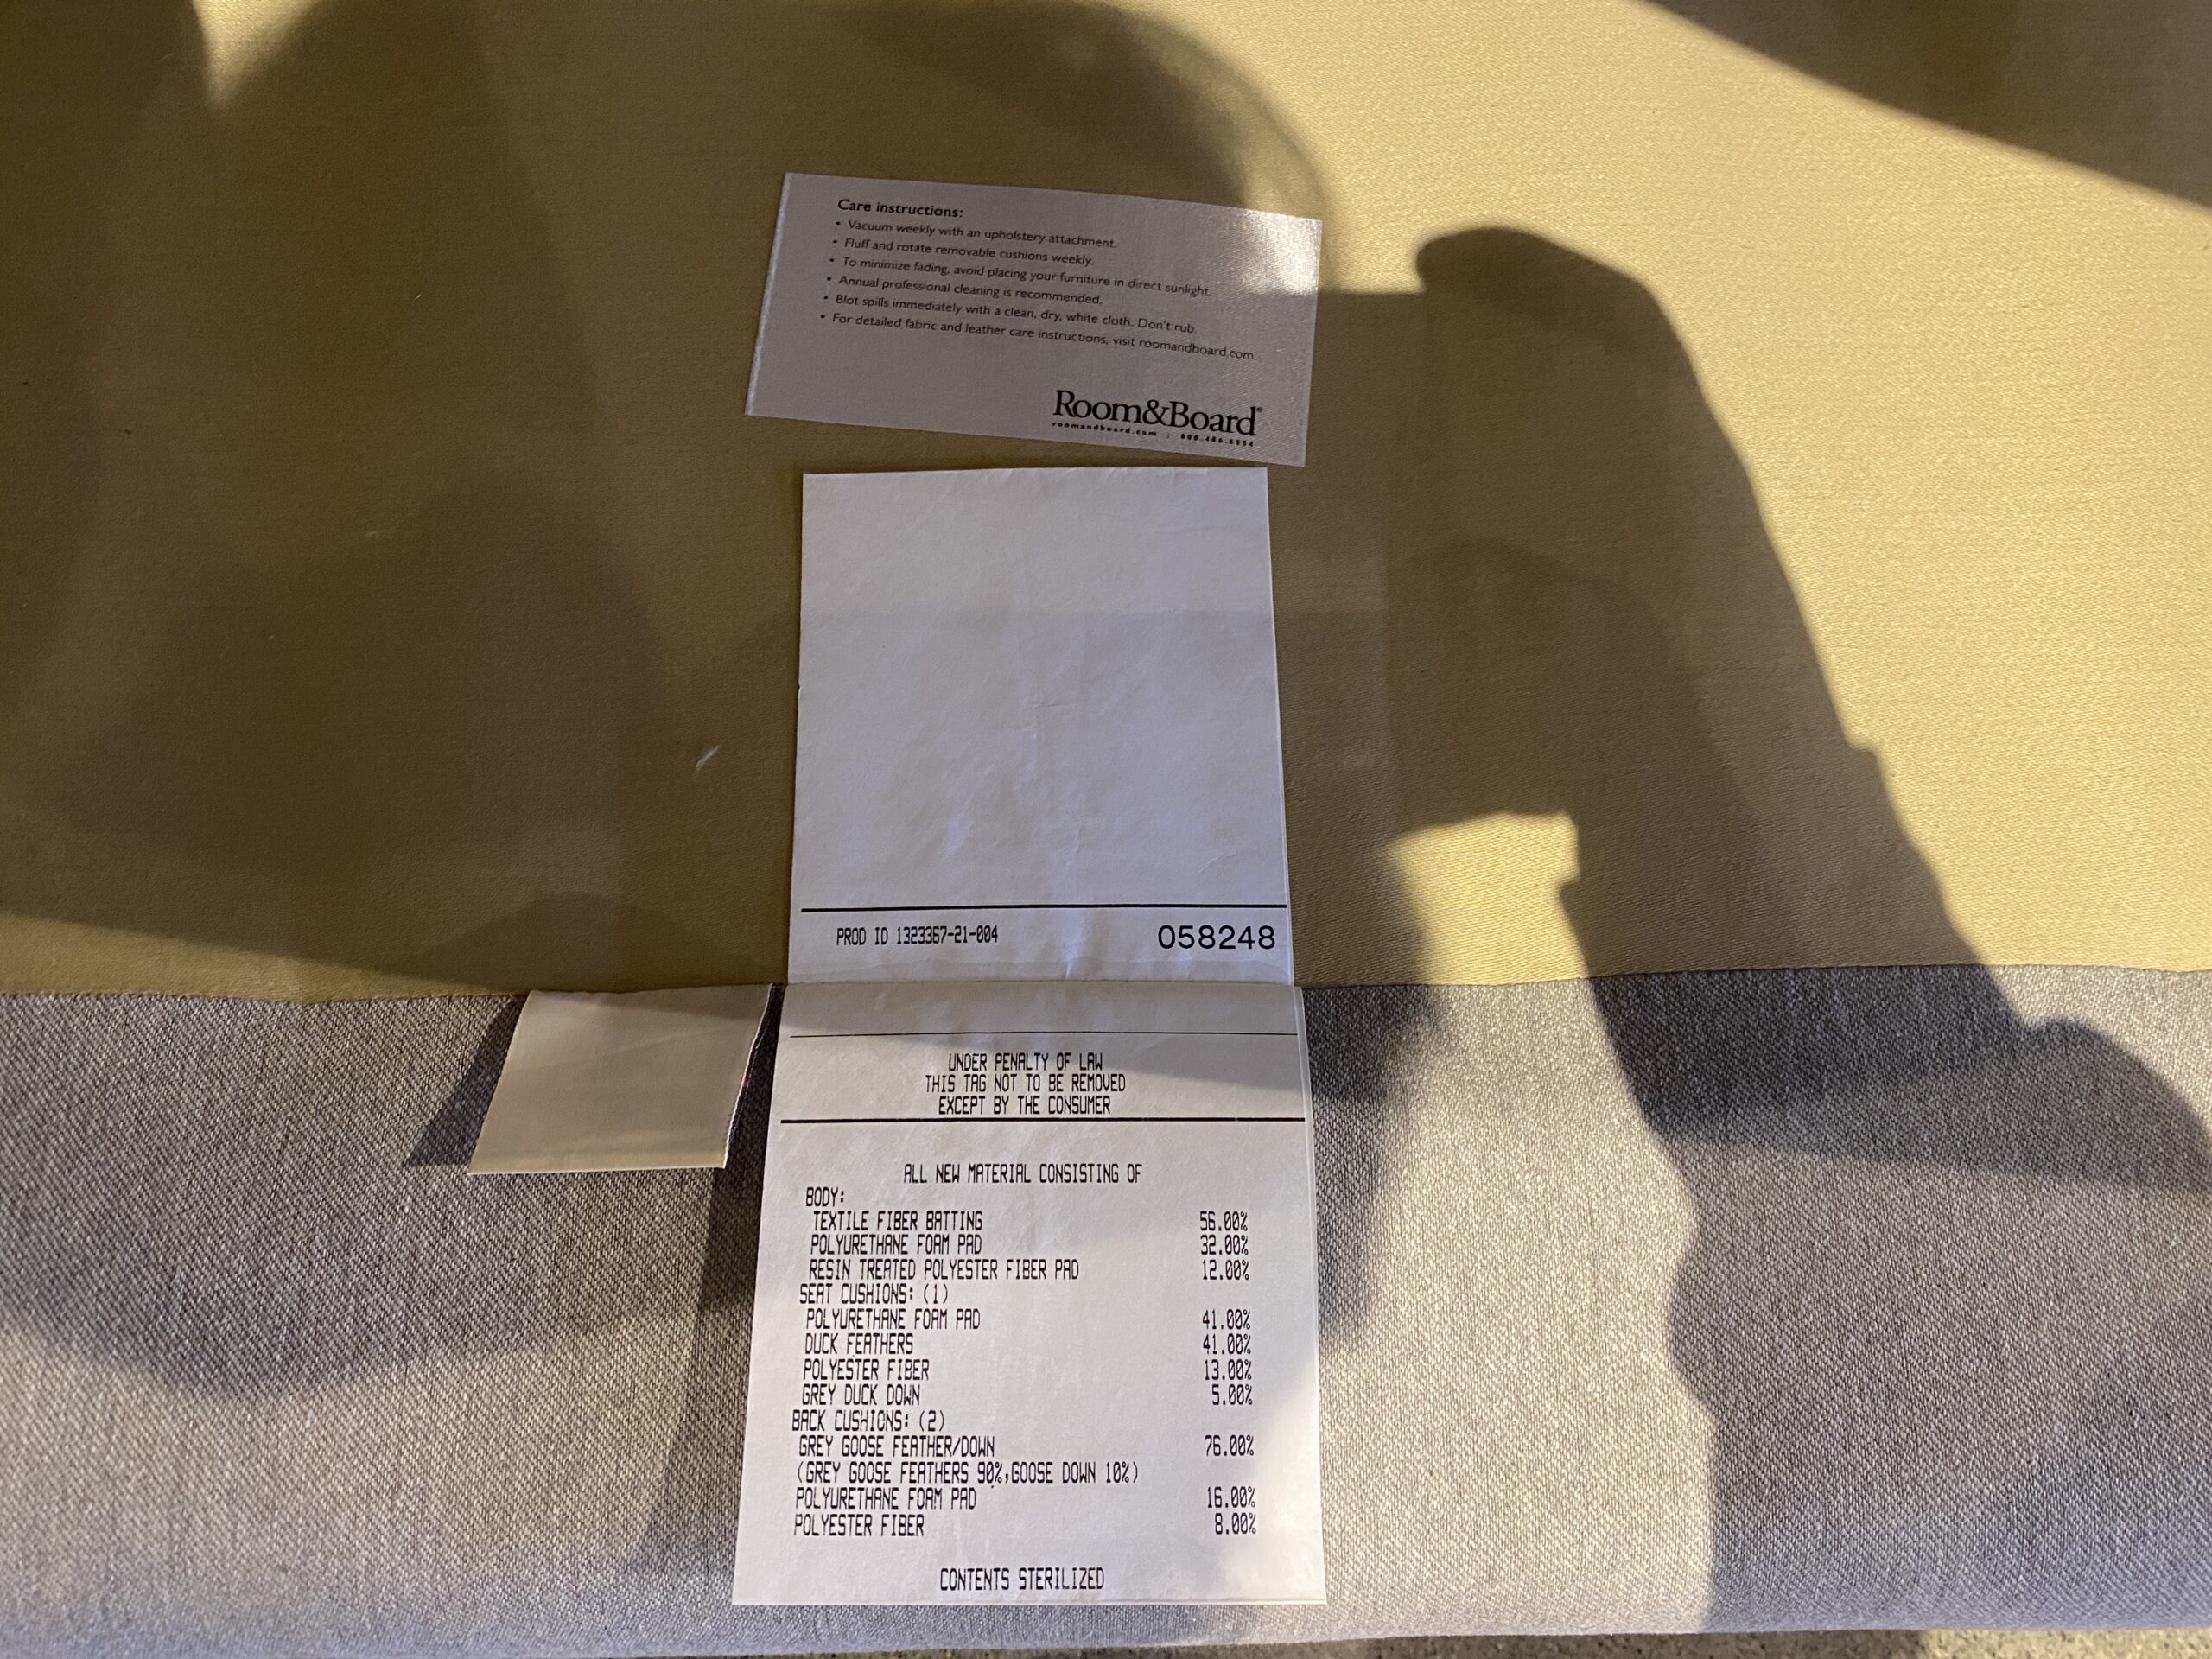 Care instructions:
• Vacuum weekly with an upholstery attachment.
• Fluff and rotate removable cushions weekly.
• To minimize fading, avoid placing your furniture in direct sunlight.
• Annual professional cleaning is recommended.
• Blot spills immediately with a clean, dry, white cloth. Don't rub.
• For detailed fabric and leather care instructions, visit roomandboard.com.
Room&Board®
roomandboard.com
PROD ID 1323367-21-004 058248
UNDER PENALTY OF LAW
THIS TAG NOT TO BE REMOVED
EXCEPT BY THE CONSUMER
ALL NEW MATERIAL CONSISTING OF
BODY:
TEXTILE FIBER BATTING 56.00%
POLYURETHANE FOAM PAD 32.00%
RESIN TREATED POLYESTER FIBER PAD 12.00%
SEAT CUSHIONS: (1)
POLYURETHANE FOAM PAD 41.00%
DUCK FEATHERS 41.00%
POLYESTER FIBER 13.00%
GREY DUCK DOWN 5.00%
BACK CUSHIONS: (2)
GREY GOOSE FEATHER/DOWN 76.00%
(GREY GOOSE FEATHERS 90%,GOOSE DOWN 10%)
POLYURETHANE FOAM PAD 16.00%
POLYESTER FIBER 8.00%
CONTENTS STERILIZED